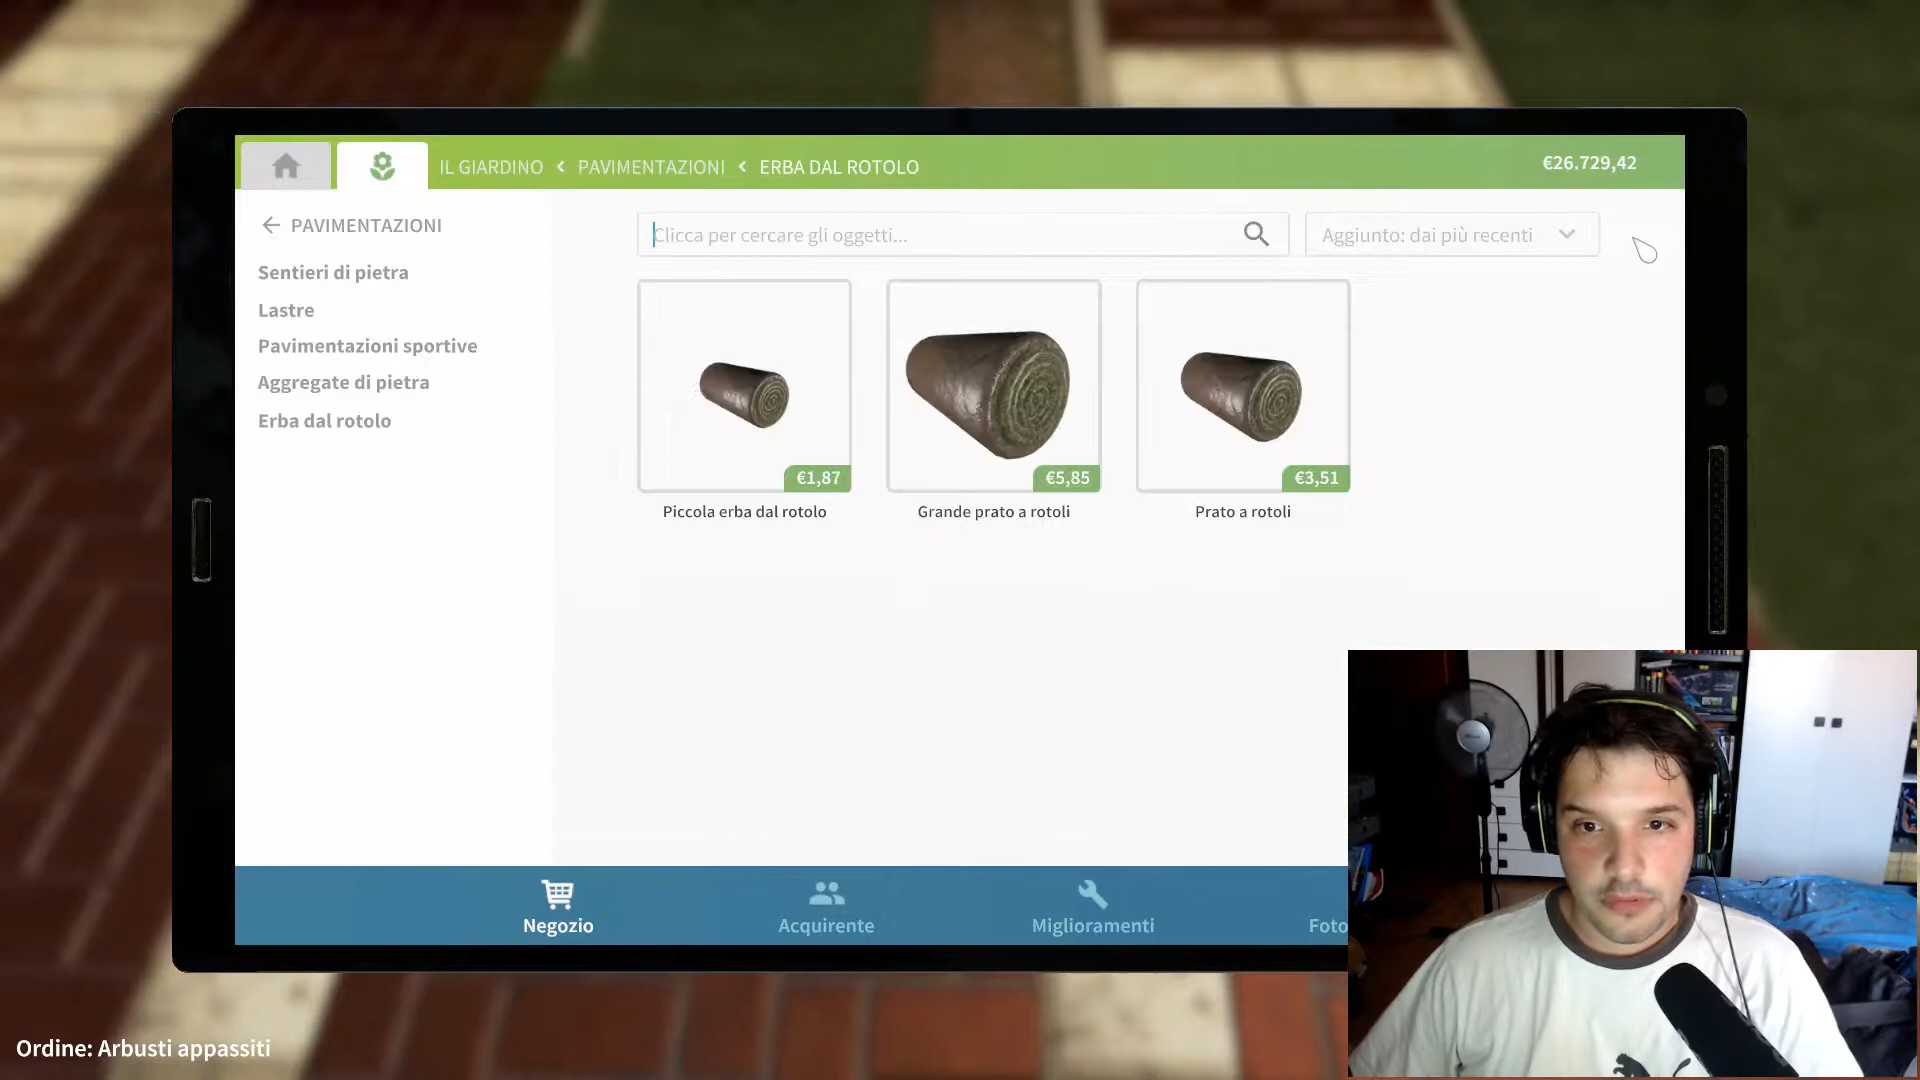 IL GIARDINO < PAVIMENTAZIONI < ERBA DAL ROTOLO
€26.729,42
PAVIMENTAZIONI
Sentieri di pietra
Lastre
Pavimentazioni sportive
Aggregate di pietra
Erba dal rotolo
Clicca per cercare gli oggetti...
Aggiunto: dai più recenti
€1,87
€5,85
€3,51
Piccola erba dal rotolo
Grande prato a rotoli
Prato a rotoli
Negozio
Acquirente
Miglioramenti
Foto
Ordine: Arbusti appassiti